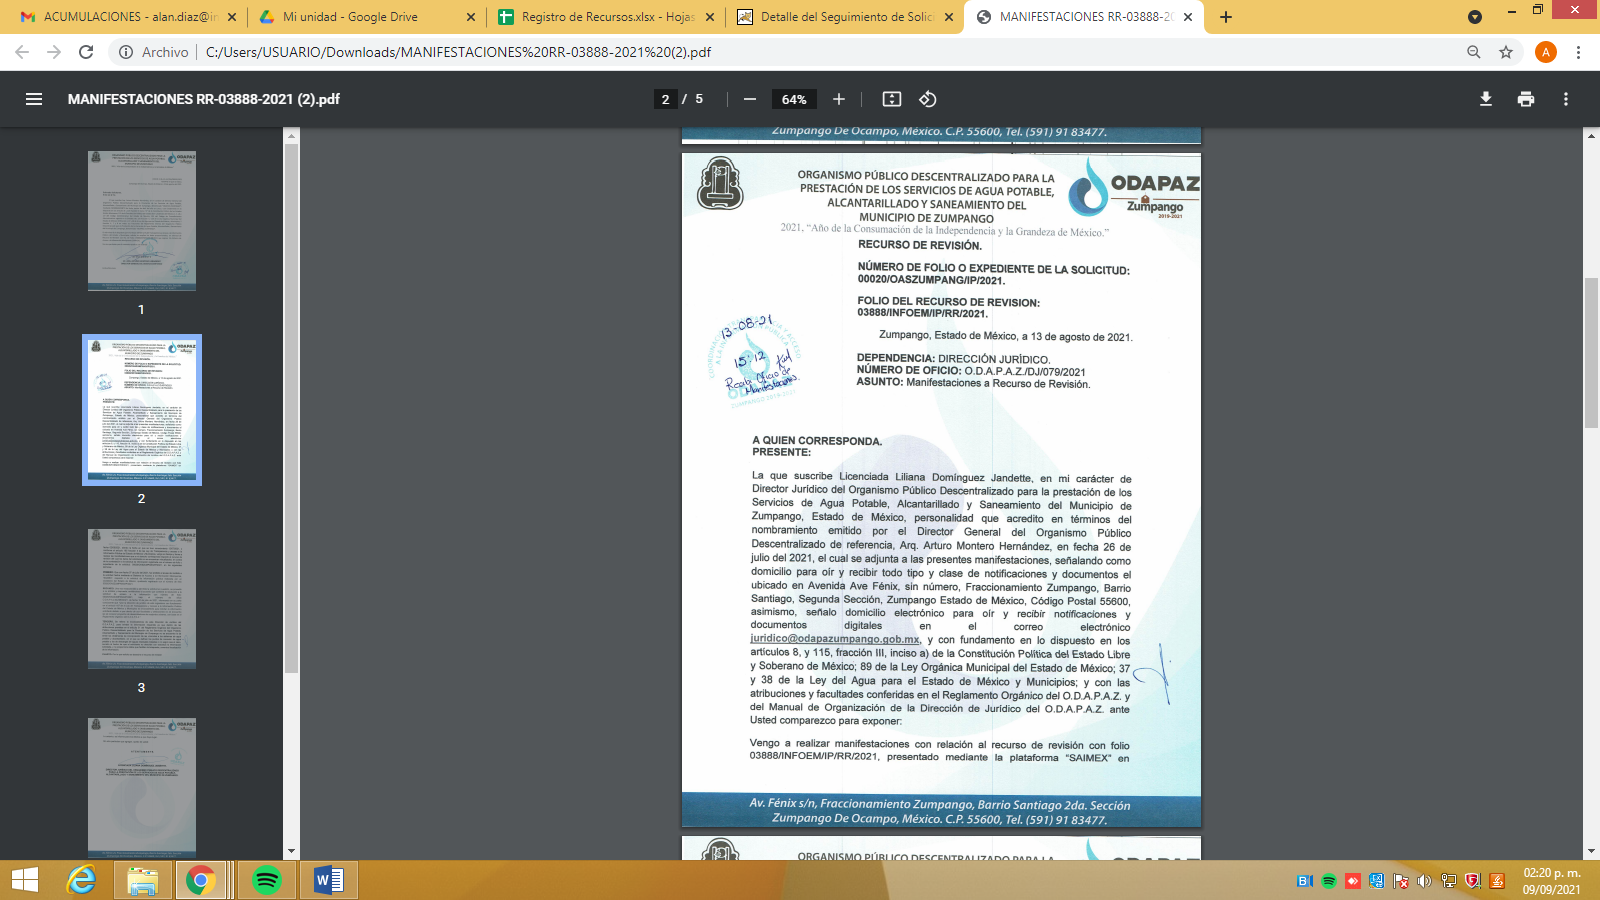 ACUMULACIONES - alan.diaz@in
Mi unidad - Google Drive
Registro de Recursos.xlsx - Hojas
Detalle del Seguimiento de Solici
MANIFESTACIONES RR-03888-20
Archivo
C:/Users/USUARIO/Downloads/MANIFESTACIONES%20RR-03888-2021%20(2).pdf
A
MANIFESTACIONES RR-03888-2021 (2).pdf
2 / 5
64%
1
2
3
Zumpango De Ocampo, México. C.P. 55600, Tel. (591) 91 83477.
ORGANISMO PÚBLICO DESCENTRALIZADO PARA LA
PRESTACIÓN DE LOS SERVICIOS DE AGUA POTABLE,
ALCANTARILLADO Y SANEAMIENTO DEL
MUNICIPIO DE ZUMPANGO
ODAPAZ
Zumpango
2019-2021
2021, “Año de la Consumación de la Independencia y la Grandeza de México.”
RECURSO DE REVISIÓN.
NÚMERO DE FOLIO O EXPEDIENTE DE LA SOLICITUD:
00020/OASZUMPANG/IP/2021.
FOLIO DEL RECURSO DE REVISION:
03888/INFOEM/IP/RR/2021.
13-08-21
15:12
Recibi Oficio de
Manifestaciones.
ZUMPANGO 2019-2021
Zumpango, Estado de México, a 13 de agosto de 2021.
DEPENDENCIA: DIRECCIÓN JURÍDICO.
NÚMERO DE OFICIO: O.D.A.P.A.Z./DJ/079/2021
ASUNTO: Manifestaciones a Recurso de Revisión.
A QUIEN CORRESPONDA.
PRESENTE:
La que suscribe Licenciada Liliana Domínguez Jandette, en mi carácter de
Director Jurídico del Organismo Público Descentralizado para la prestación de los
Servicios de Agua Potable, Alcantarillado y Saneamiento del Municipio de
Zumpango, Estado de México, personalidad que acredito en términos del
nombramiento emitido por el Director General del Organismo Público
Descentralizado de referencia, Arq. Arturo Montero Hernández, en fecha 26 de
julio del 2021, el cual se adjunta a las presentes manifestaciones, señalando como
domicilio para oír y recibir todo tipo y clase de notificaciones y documentos el
ubicado en Avenida Ave Fénix, sin número, Fraccionamiento Zumpango, Barrio
Santiago, Segunda Sección, Zumpango Estado de México, Código Postal 55600,
asimismo, señalo domicilio electrónico para oír y recibir notificaciones y
documentos digitales en el correo electrónico
juridico@odapazumpango.gob.mx, y con fundamento en lo dispuesto en los
artículos 8, y 115, fracción III, inciso a) de la Constitución Política del Estado Libre
y Soberano de México; 89 de la Ley Orgánica Municipal del Estado de México; 37
y 38 de la Ley del Agua para el Estado de México y Municipios; y con las
atribuciones y facultades conferidas en el Reglamento Orgánico del O.D.A.P.A.Z. y
del Manual de Organización de la Dirección de Jurídico del O.D.A.P.A.Z. ante
Usted comparezco para exponer:
Vengo a realizar manifestaciones con relación al recurso de revisión con folio
03888/INFOEM/IP/RR/2021, presentado mediante la plataforma “SAIMEX” en
Av. Fénix s/n, Fraccionamiento Zumpango, Barrio Santiago 2da. Sección
Zumpango De Ocampo, México. C.P. 55600, Tel. (591) 91 83477.
ORGANISMO PÚBLICO DESCENTRALIZADO PARA LA
ODAPAZ
02:20 p. m.
09/09/2021